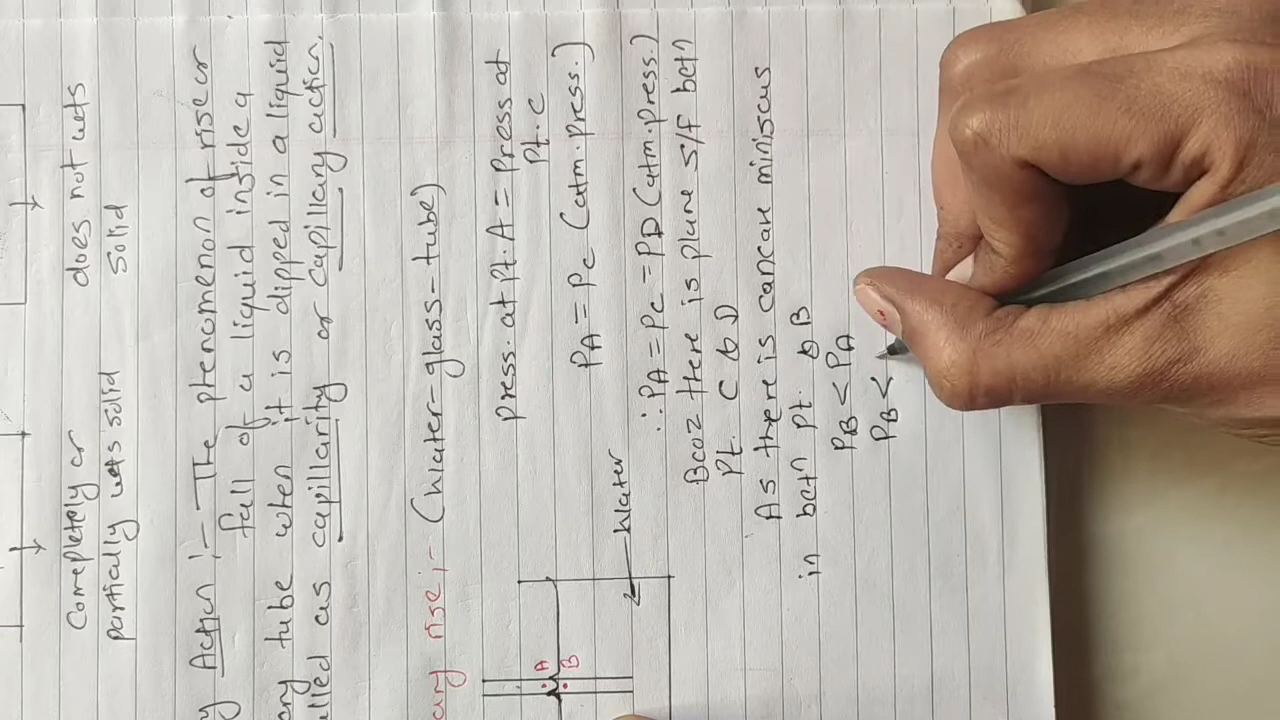 completely or
partially wets solid
does not wets
solid
y Action :- The phenomenon of rise or
fall of a liquid inside a
ary tube when it is dipped in a liquid
alled as capillarity or capillary action.
ary rise :- (Water-glass-tube)
press. at pt. A = Press at
pt. C
PA = PC (atm. press.)
∴ PA = PC = PD (atm. press.)
Bcoz there is plane S/F betn
pt. C & D
As there is concave miniscus
in betn pt. & B
PB < PA
PB <
A
B
Water